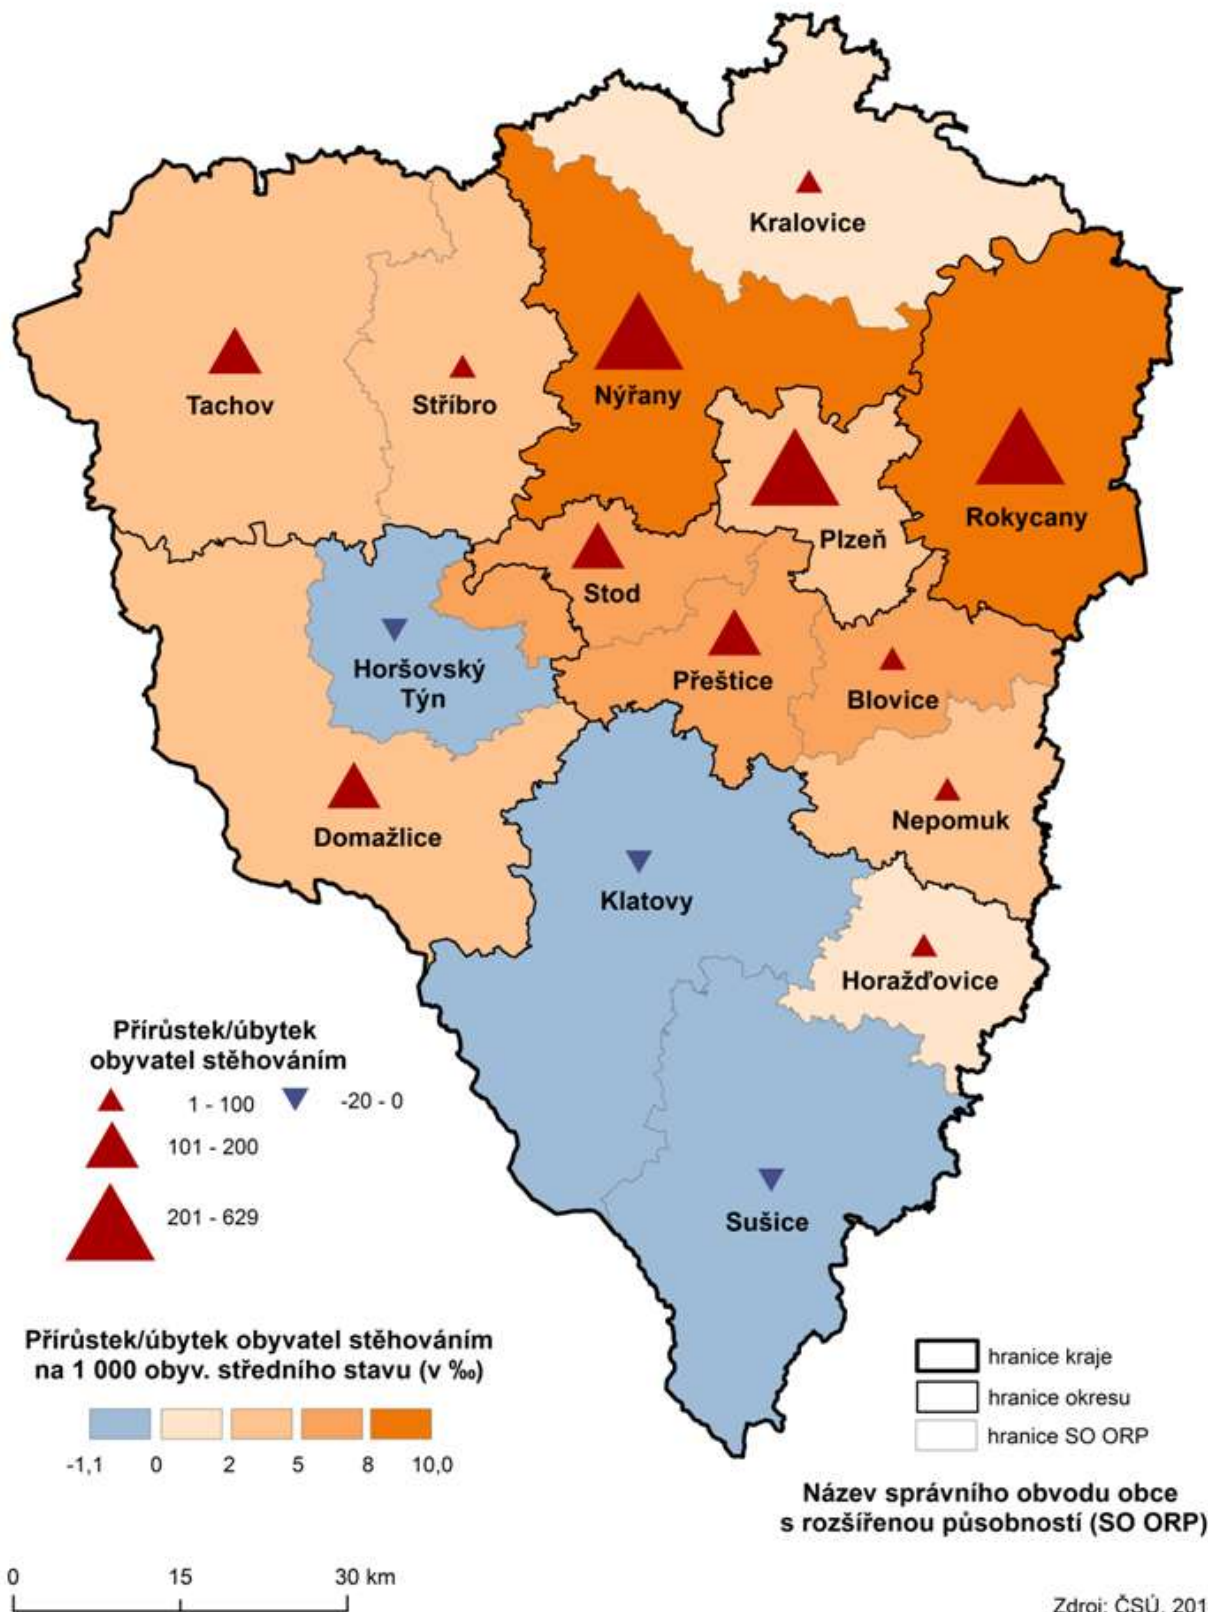 Kralovice
Tachov
Stříbro
Nýřany
Plzeň
Rokycany
Stod
Horšovský
Týn
Přeštice
Blovice
Domažlice
Nepomuk
Klatovy
Horažďovice
Sušice
Přírůstek/úbytek
obyvatel stěhováním
1 - 100
-20 - 0
101 - 200
201 - 629
Přírůstek/úbytek obyvatel stěhováním
na 1 000 obyv. středního stavu (v ‰)
-1,1 0 2 5 8 10,0
hranice kraje
hranice okresu
hranice SO ORP
Název správního obvodu obce
s rozšířenou působností (SO ORP)
0 15 30 km
Zdroj: ČSÚ, 201